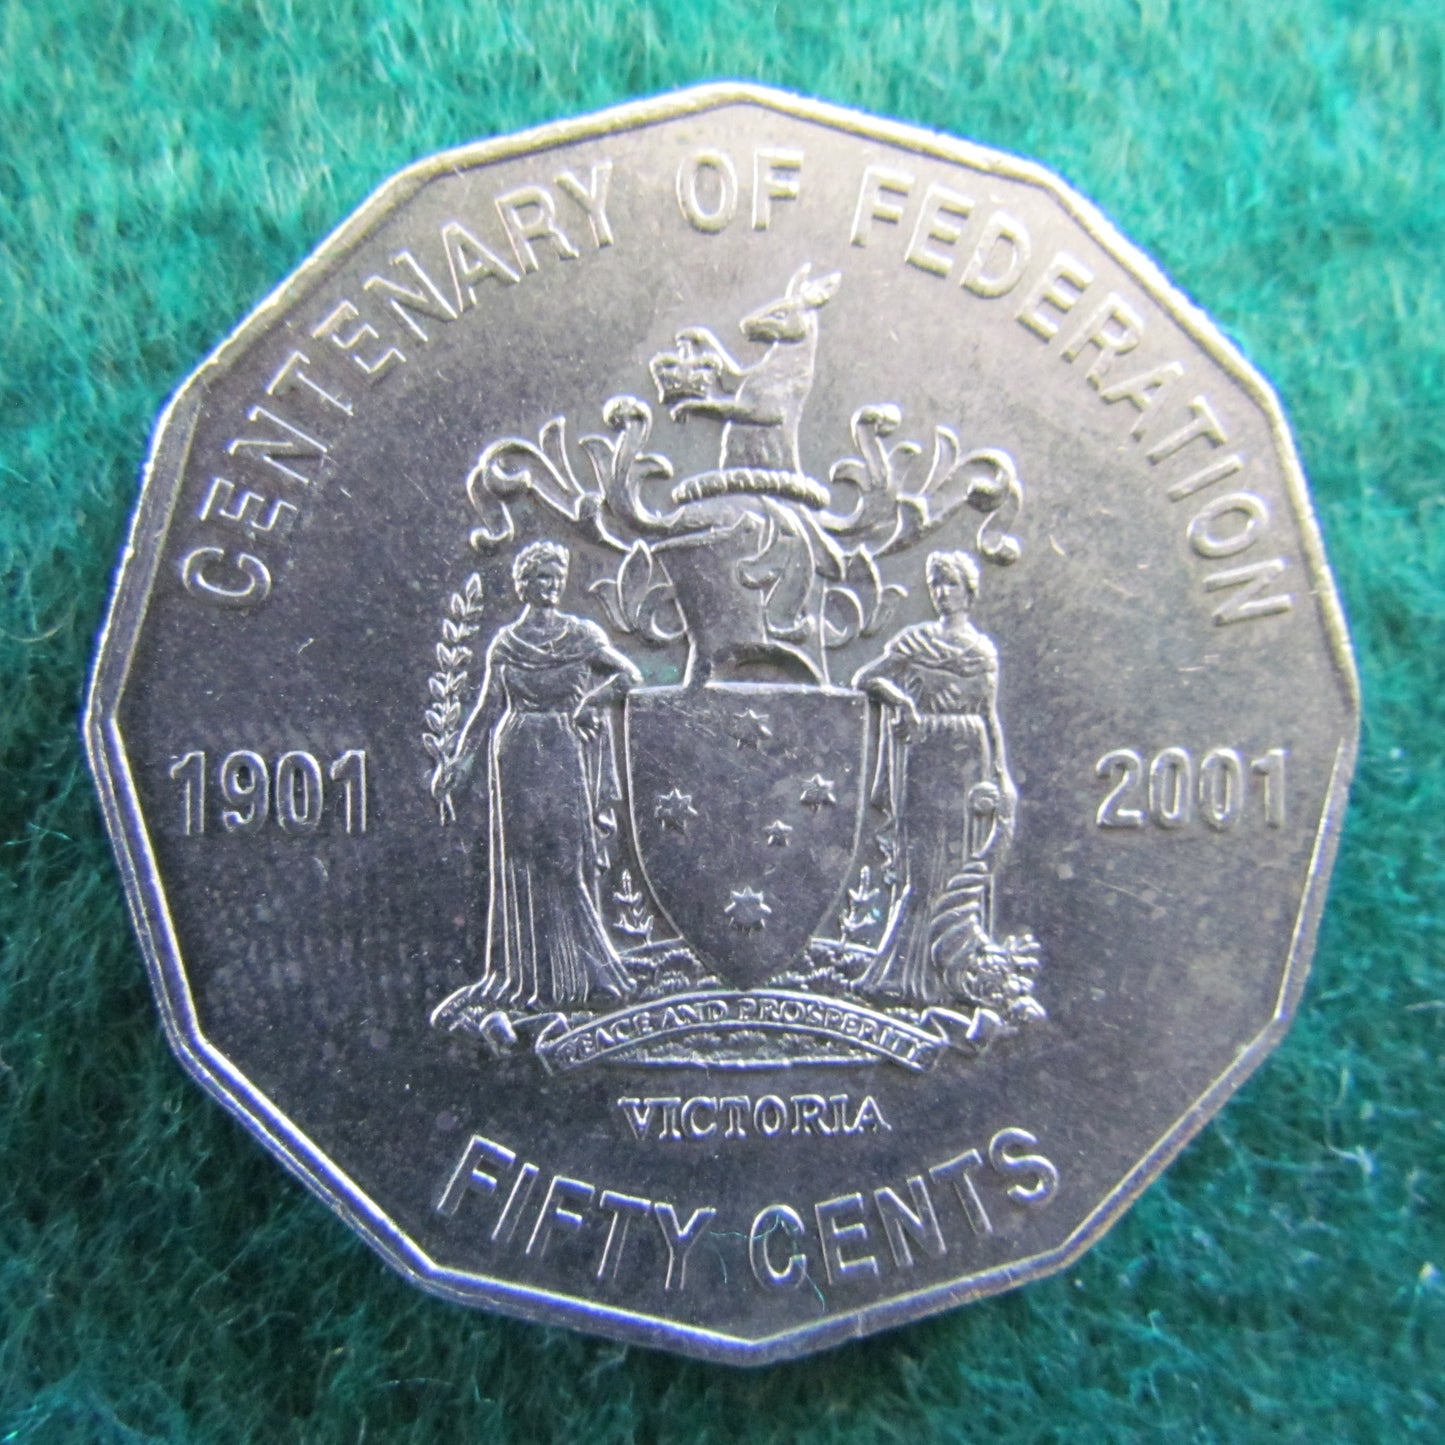 CENTENARY OF FEDERATION
1901
2001
PEACE AND PROSPERITY
VICTORIA
FIFTY CENTS